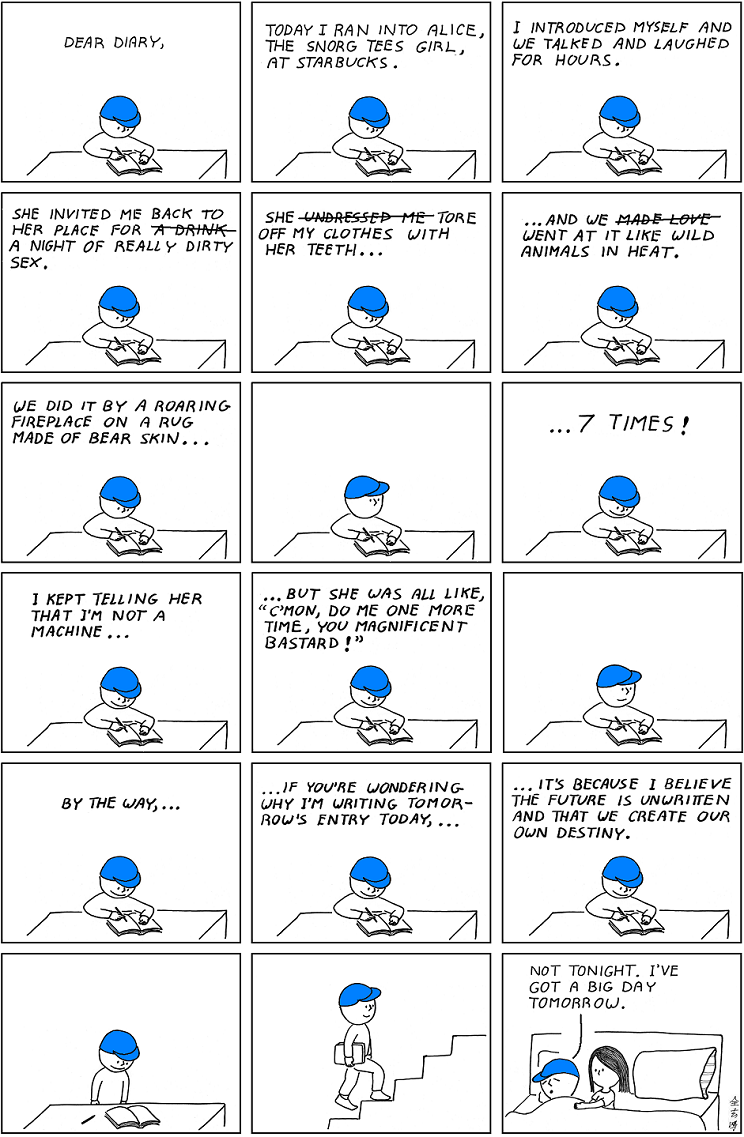 DEAR DIARY,
TODAY I RAN INTO ALICE,
THE SNORG TEES GIRL,
AT STARBUCKS.
I INTRODUCED MYSELF AND
WE TALKED AND LAUGHED
FOR HOURS.
SHE INVITED ME BACK TO
HER PLACE FOR A DRINK
A NIGHT OF REALLY DIRTY
SEX.
SHE UNDRESSED ME TORE
OFF MY CLOTHES WITH
HER TEETH...
...AND WE MADE LOVE
WENT AT IT LIKE WILD
ANIMALS IN HEAT.
WE DID IT BY A ROARING
FIREPLACE ON A RUG
MADE OF BEAR SKIN...
...7 TIMES!
I KEPT TELLING HER
THAT I'M NOT A
MACHINE...
...BUT SHE WAS ALL LIKE,
"C'MON, DO ME ONE MORE
TIME, YOU MAGNIFICENT
BASTARD!"
BY THE WAY,...
...IF YOU'RE WONDERING
WHY I'M WRITING TOMOR-
ROW'S ENTRY TODAY,...
...IT'S BECAUSE I BELIEVE
THE FUTURE IS UNWRITTEN
AND THAT WE CREATE OUR
OWN DESTINY.
NOT TONIGHT. I'VE
GOT A BIG DAY
TOMORROW.